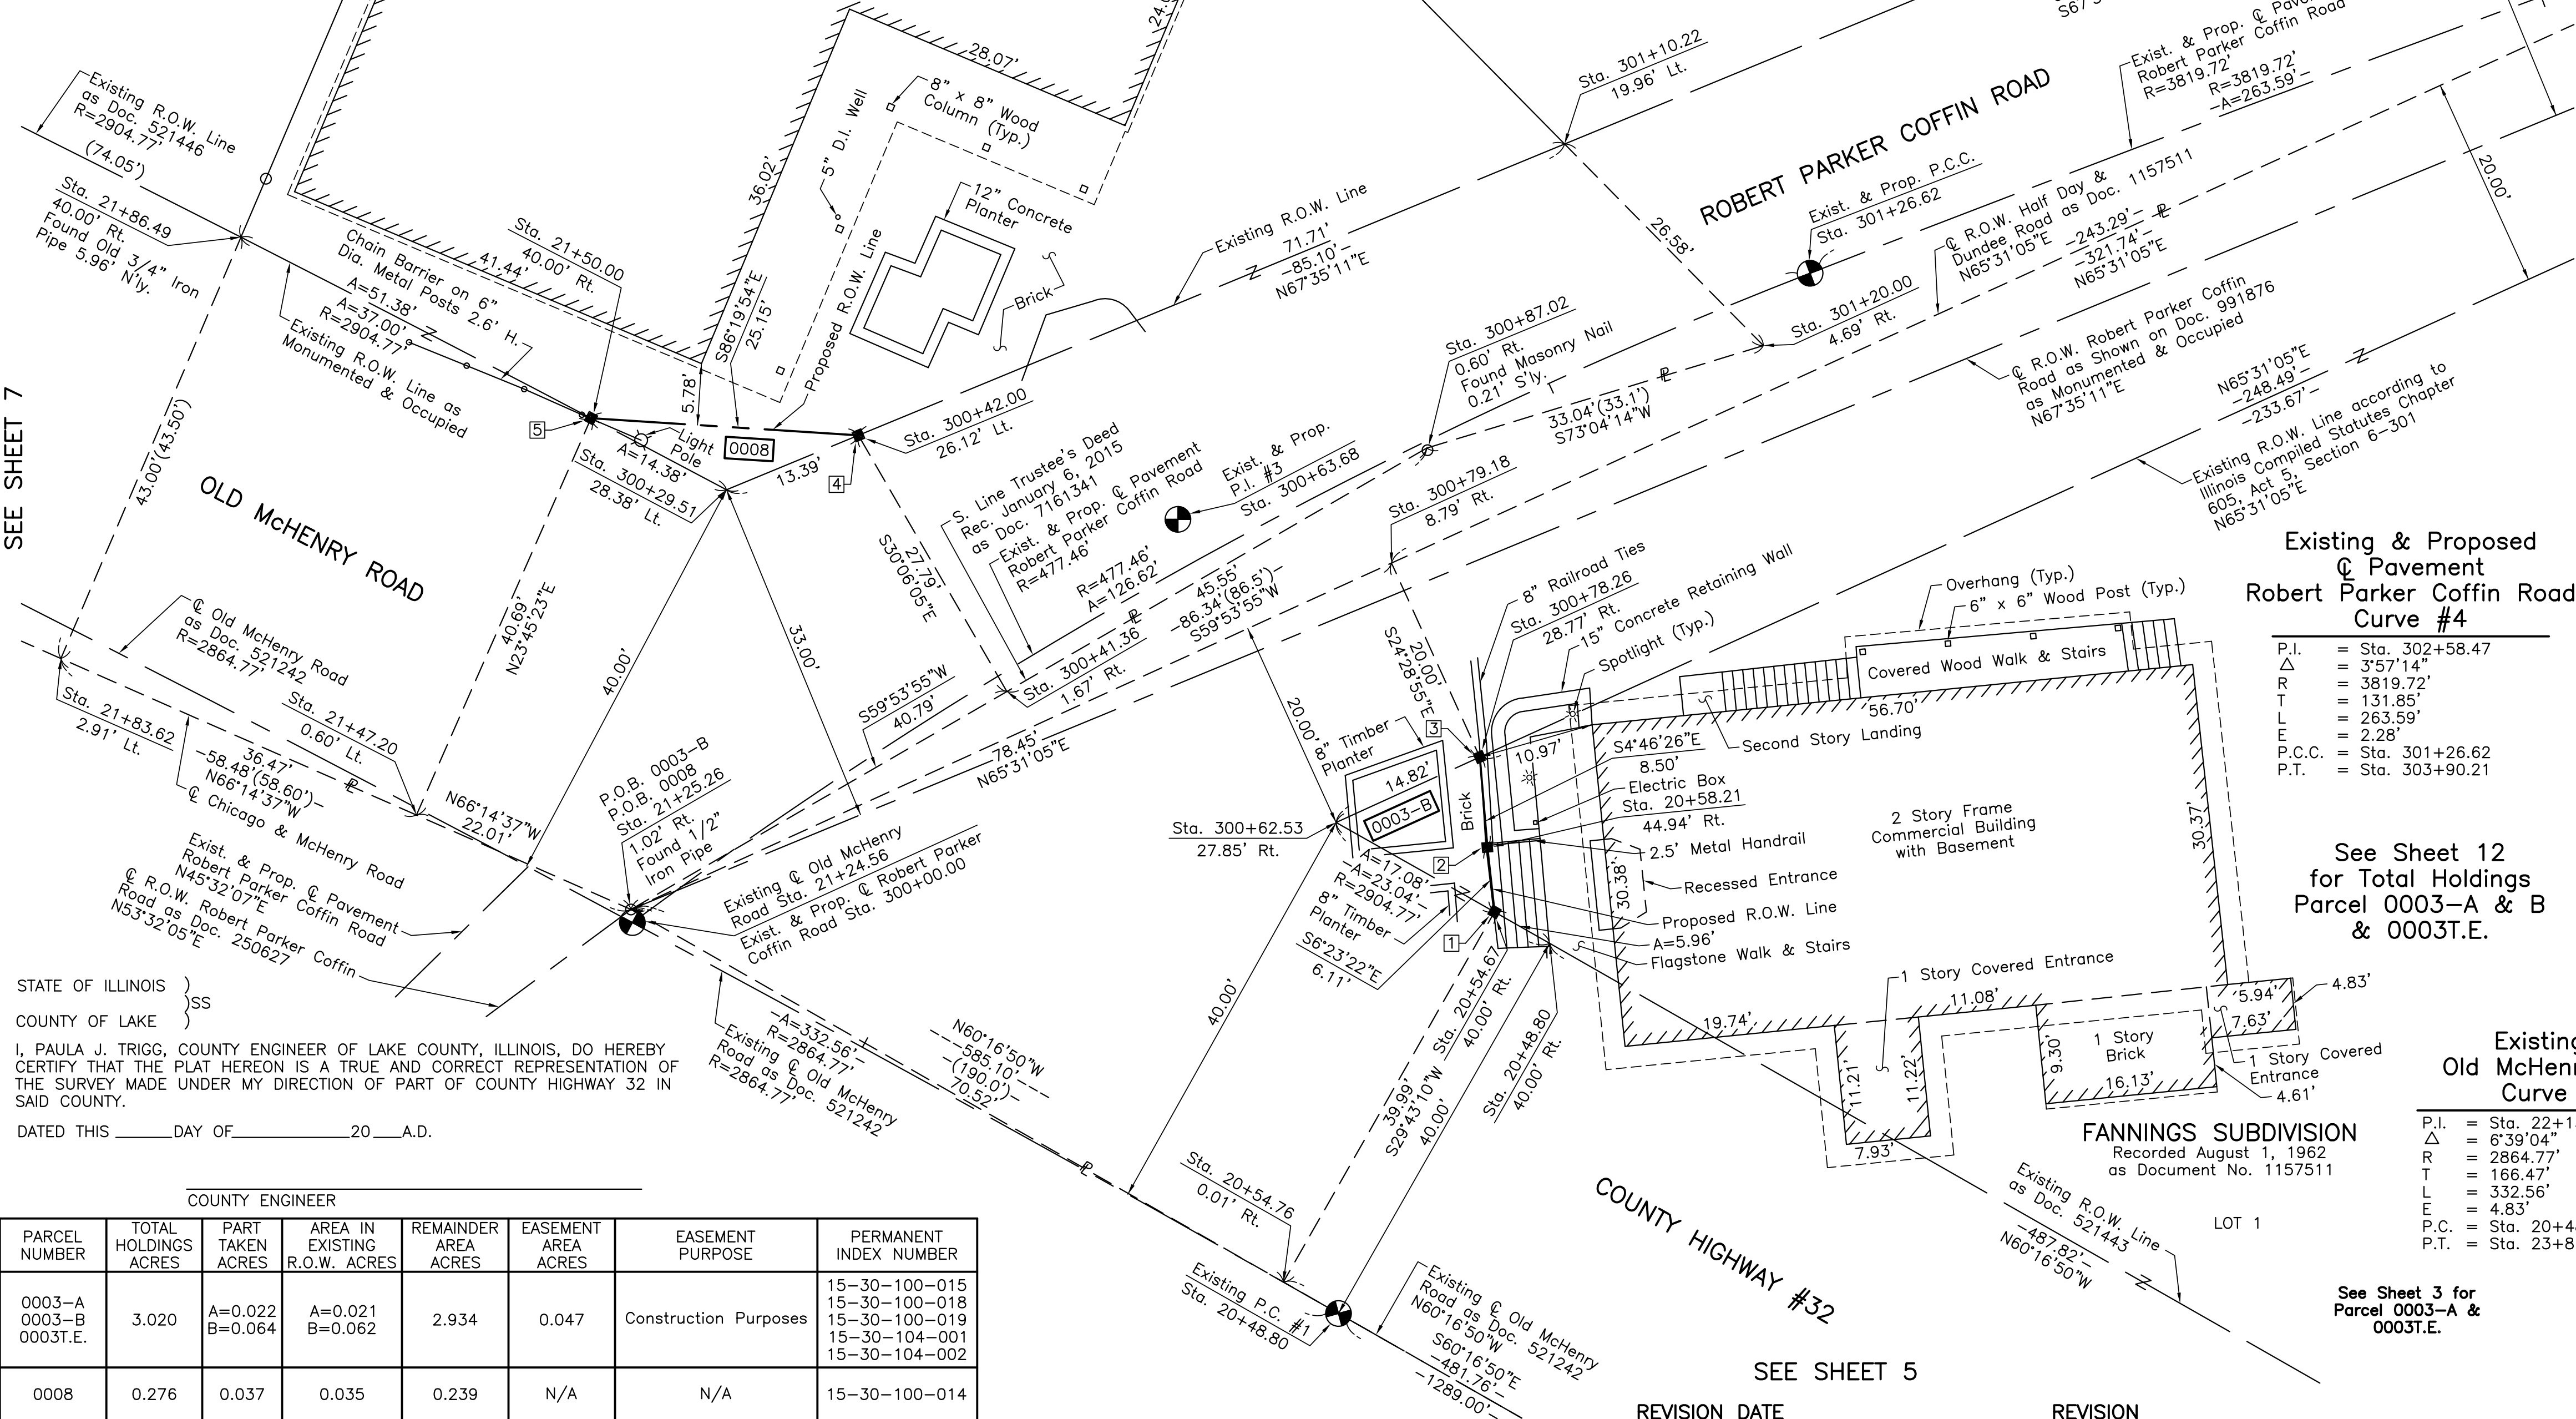 Existing R.O.W. Line
as Doc. 521446
R=2904.77'
(74.05')
Sta. 21+86.49
40.00' Rt.
Found Old 3/4" Iron
Pipe 5.96' N'ly.
SEE SHEET 7
Chain Barrier on 6"
Dia. Metal Posts 2.6' H.
41.44'
A=51.38'
A=37.00'
R=2904.77'
Existing R.O.W. Line as
Monumented & Occupied
Sta. 21+50.00
40.00' Rt.
28.07'
36.02'
8" x 8" Wood
Column (Typ.)
5" D.I. Well
12" Concrete
Planter
Brick
S86°19'54"E
25.15'
Proposed R.O.W. Line
5.78'
5
Light
Pole
0008
A=14.38'
Sta. 300+29.51
28.38' Lt.
13.39'
4
Sta. 300+42.00
26.12' Lt.
Existing R.O.W. Line
71.71'
-85.10'-
N67°35'11"E
Sta. 301+10.22
19.96' Lt.
26.58'
ROBERT PARKER COFFIN ROAD
Exist. & Prop. P.C.C.
Sta. 301+26.62
Robert Parker Coffin Road
R=3819.72'
R=3819.72'
-A=263.59'-
℄ R.O.W. Half Day &
Dundee Road as Doc. 1157511
N65°31'05"E
-243.29'-
-321.74'-
N65°31'05"E
20.00'
Sta. 301+20.00
4.69' Rt.
℄ R.O.W. Robert Parker Coffin
Road as Shown on Doc. 991876
as Monumented & Occupied
N67°35'11"E
N65°31'05"E
-248.49'-
-233.67'-
Existing R.O.W. Line according to
Illinois Compiled Statutes Chapter
605, Act 5, Section 6-301
N65°31'05"E
Sta. 300+87.02
0.60' Rt.
Found Masonry Nail
0.21' S'ly.
33.04'(33.1')
S73°04'14"W
Sta. 300+79.18
8.79' Rt.
Exist. & Prop.
P.I. #3
Sta. 300+63.68
S. Line Trustee's Deed
Rec. January 6, 2015
as Doc. 7161341
Exist. & Prop. ℄ Pavement
Robert Parker Coffin Road
R=477.46'
R=477.46'
A=126.62'
45.55'
-86.34'(86.5')-
S59°53'55"W
27.79'
S30°06'05"E
Sta. 300+41.36
1.67' Rt.
43.00'(43.50')
OLD McHENRY ROAD
40.69'
N23°45'23"E
40.00'
33.00'
℄ Old McHenry Road
as Doc. 521242
R=2864.77'
Sta. 21+83.62
2.91' Lt.
Sta. 21+47.20
0.60' Lt.
36.47'
-58.48'(58.60')-
N66°14'37"W
℄ Chicago & McHenry Road
N66°14'37"W
22.01'
S59°53'55"W
40.79'
78.45'
N65°31'05"E
P.O.B. 0003-B
P.O.B. 0008
Sta. 21+25.26
1.02' Rt.
Found 1/2"
Iron Pipe
Exist. & Prop. ℄ Pavement
Robert Parker Coffin Road
N45°32'07"E
℄ R.O.W. Robert Parker Coffin
Road as Doc. 250627
N53°32'05"E
Existing ℄ Old McHenry
Road Sta. 21+24.56
Exist. & Prop. ℄ Robert Parker
Coffin Road Sta. 300+00.00
20.00'
S24°28'55"E
20.00'
8" Railroad Ties
Sta. 300+78.26
28.77' Rt.
15" Concrete Retaining Wall
Spotlight (Typ.)
Overhang (Typ.)
6" x 6" Wood Post (Typ.)
Covered Wood Walk & Stairs
56.70'
Second Story Landing
3
8" Timber
Planter
14.82'
10.97'
0003-B
Brick
S4°46'26"E
8.50'
Electric Box
Sta. 20+58.21
44.94' Rt.
2.5' Metal Handrail
Recessed Entrance
Proposed R.O.W. Line
A=5.96'
Flagstone Walk & Stairs
30.38'
2 Story Frame
Commercial Building
with Basement
30.37'
Sta. 300+62.53
27.85' Rt.
A=17.08'
-A=23.04'-
R=2904.77'
8" Timber
Planter
2
1
S6°23'22"E
6.11'
40.00'
Sta. 20+54.67
40.00' Rt.
39.99'
S29°43'10"W
40.00'
Sta. 20+48.80
40.00' Rt.
1 Story Covered Entrance
19.74'
11.08'
11.21'
11.22'
7.93'
9.30'
1 Story
Brick
16.13'
5.94'
7.63'
4.83'
1 Story Covered
Entrance
4.61'
Existing & Proposed
℄ Pavement
Robert Parker Coffin Road
Curve #4
P.I. = Sta. 302+58.47
△ = 3°57'14"
R = 3819.72'
T = 131.85'
L = 263.59'
E = 2.28'
P.C.C. = Sta. 301+26.62
P.T. = Sta. 303+90.21
See Sheet 12
for Total Holdings
Parcel 0003-A & B
& 0003T.E.
P.I. = Sta. 22+1
△ = 6°39'04"
R = 2864.77'
T = 166.47'
L = 332.56'
E = 4.83'
P.C. = Sta. 20+4
P.T. = Sta. 23+8
FANNINGS SUBDIVISION
Recorded August 1, 1962
as Document No. 1157511
LOT 1
Existing R.O.W. Line
as Doc. 521443
-487.82'-
N60°16'50"W
See Sheet 3 for
Parcel 0003-A &
0003T.E.
COUNTY HIGHWAY #32
SEE SHEET 5
REVISION DATE
REVISION
-A=332.56'-
R=2864.77'
Existing ℄ Old McHenry
Road as Doc. 521242
R=2864.77'
N60°16'50"W
---585.10'---
-(190.0')-
70.52'
Sta. 20+54.76
0.01' Rt.
Existing P.C. #1
Sta. 20+48.80
Existing ℄ Old McHenry
Road as Doc. 521242
N60°16'50"W
S60°16'50"E
-481.76'-
-1289.00'-
STATE OF ILLINOIS )
)SS
COUNTY OF LAKE )
I, PAULA J. TRIGG, COUNTY ENGINEER OF LAKE COUNTY, ILLINOIS, DO HEREBY
CERTIFY THAT THE PLAT HEREON IS A TRUE AND CORRECT REPRESENTATION OF
THE SURVEY MADE UNDER MY DIRECTION OF PART OF COUNTY HIGHWAY 32 IN
SAID COUNTY.
DATED THIS ______DAY OF____________20___A.D.
COUNTY ENGINEER
PARCEL NUMBER TOTAL HOLDINGS ACRES PART TAKEN ACRES AREA IN EXISTING R.O.W. ACRES REMAINDER AREA ACRES EASEMENT AREA ACRES EASEMENT PURPOSE PERMANENT INDEX NUMBER
0003-A 0003-B 0003T.E. 3.020 A=0.022 B=0.064 A=0.021 B=0.062 2.934 0.047 Construction Purposes 15-30-100-015
15-30-100-018
15-30-100-019
15-30-104-001
15-30-104-002
0008 0.276 0.037 0.035 0.239 N/A N/A 15-30-100-014